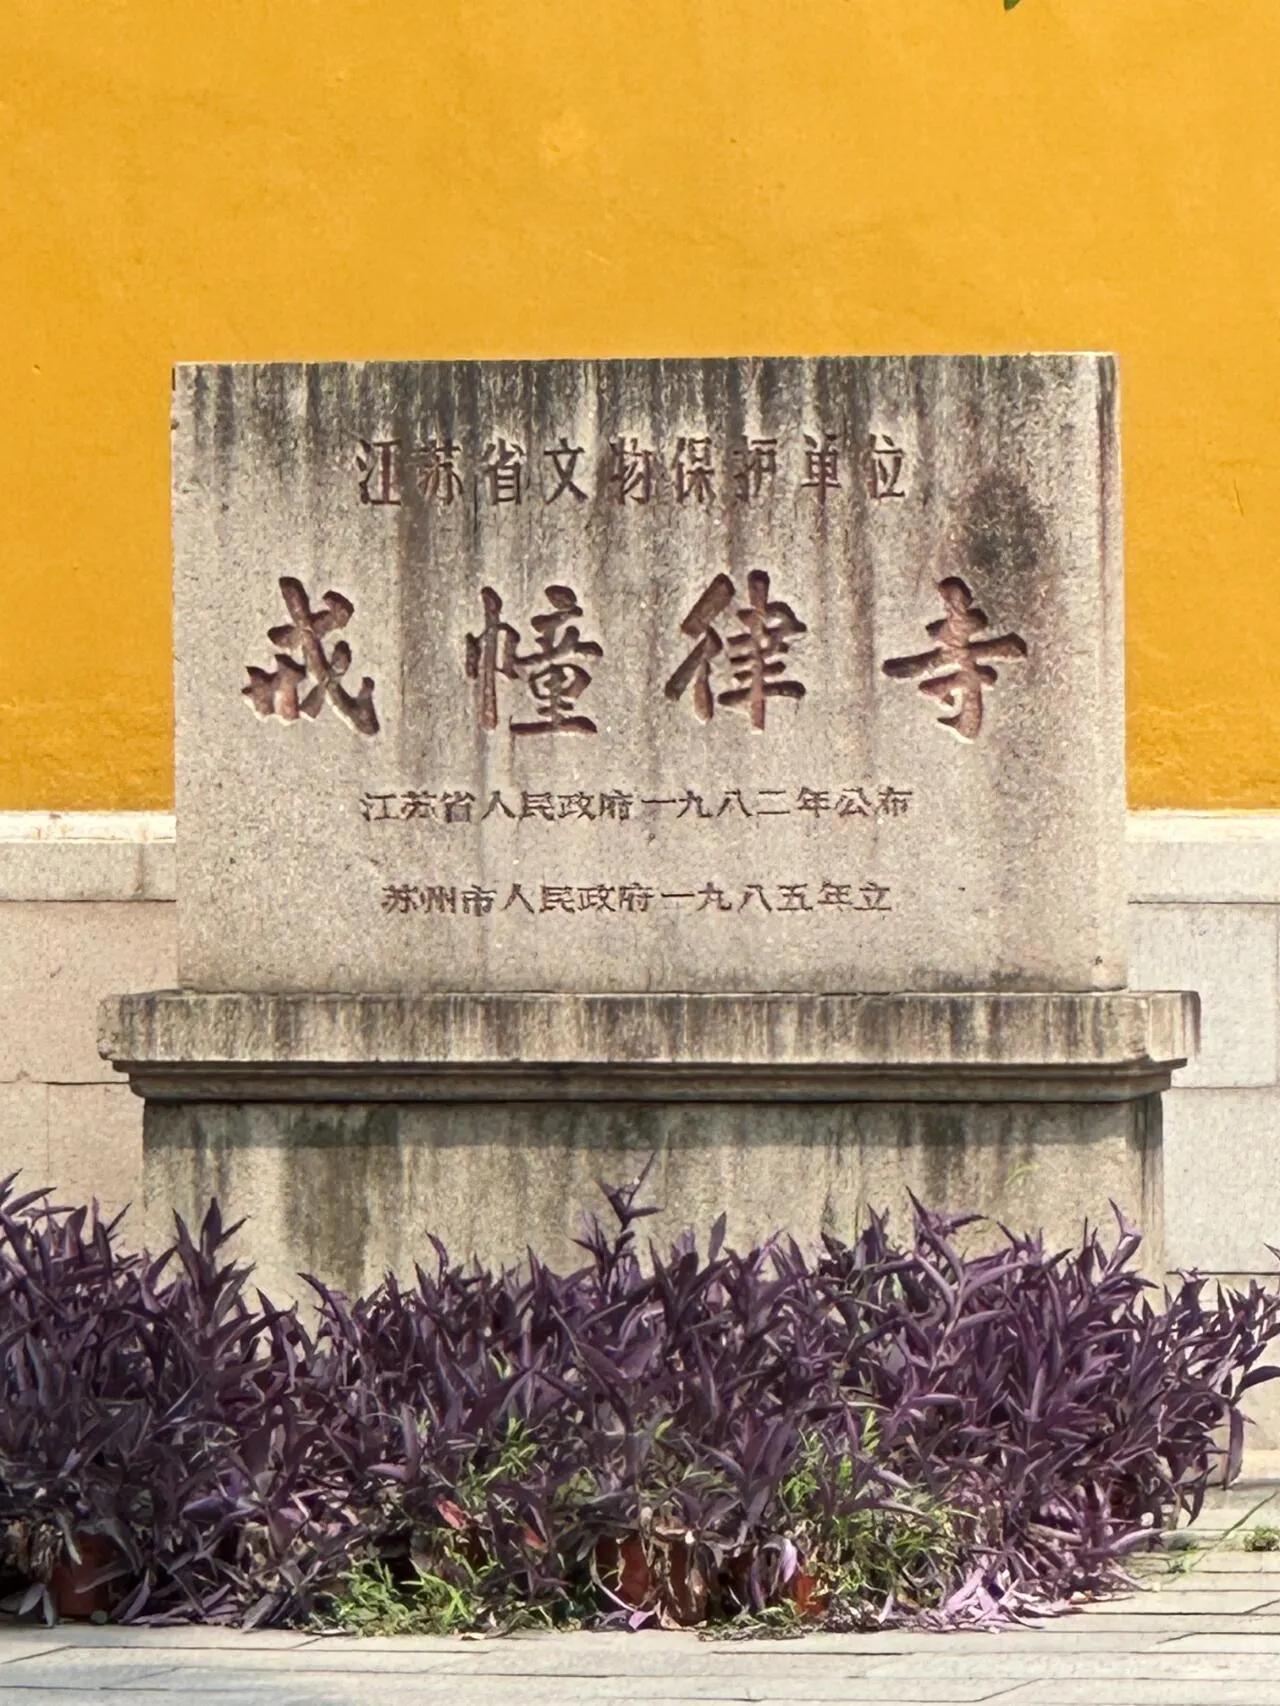 江苏省文物保护单位
戒幢律寺
江苏省人民政府一九八二年公布
苏州市人民政府一九八五年立